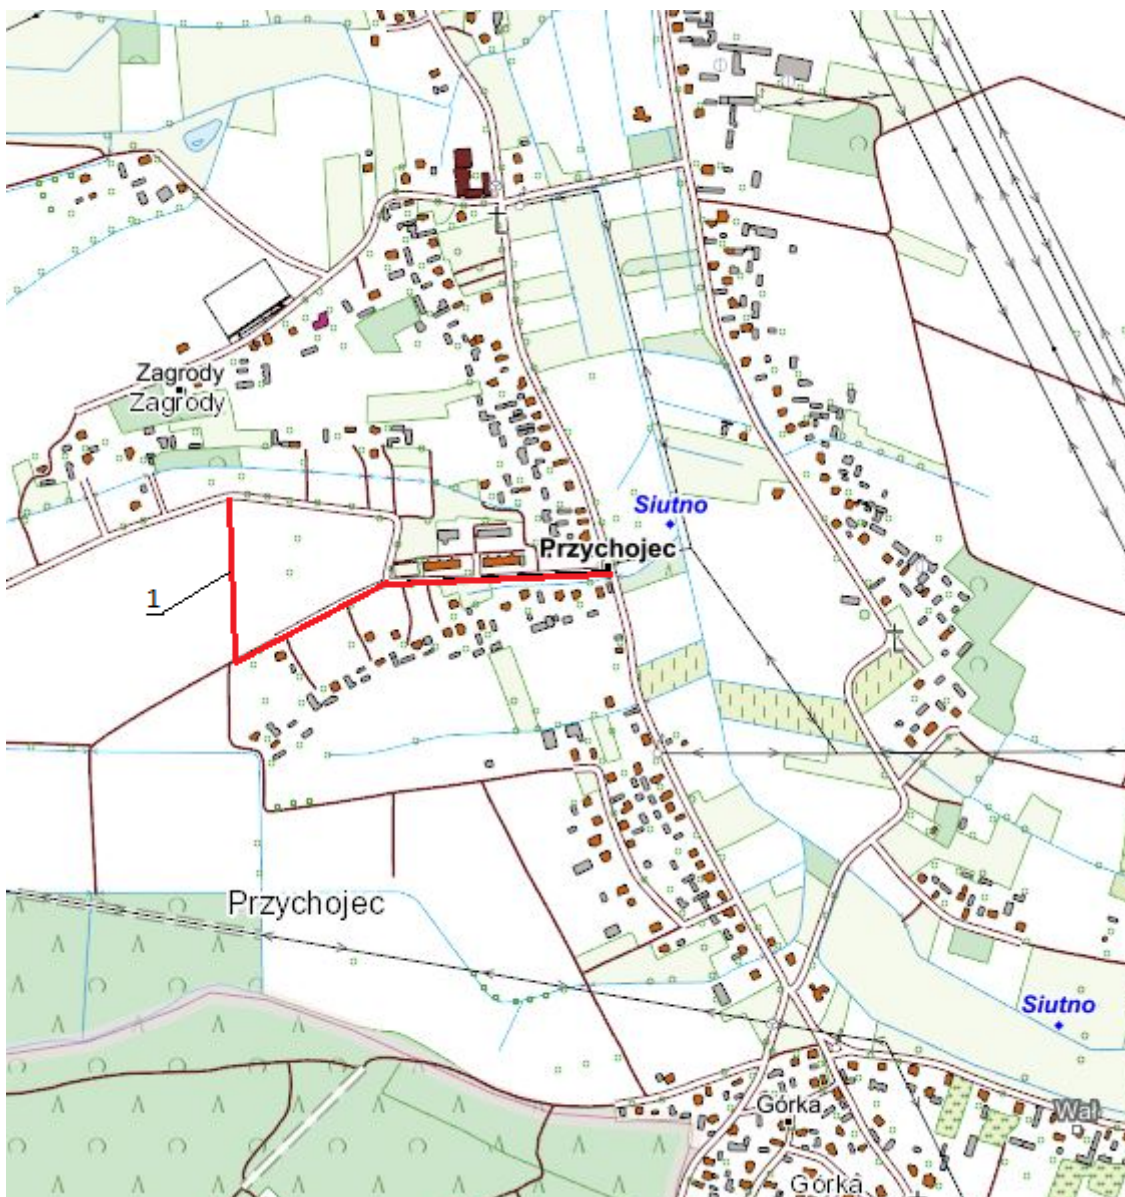 Zagrody
Zagrody
Siutno
Przychojec
1
Przychojec
Siutno
Górka
Wał
Górka